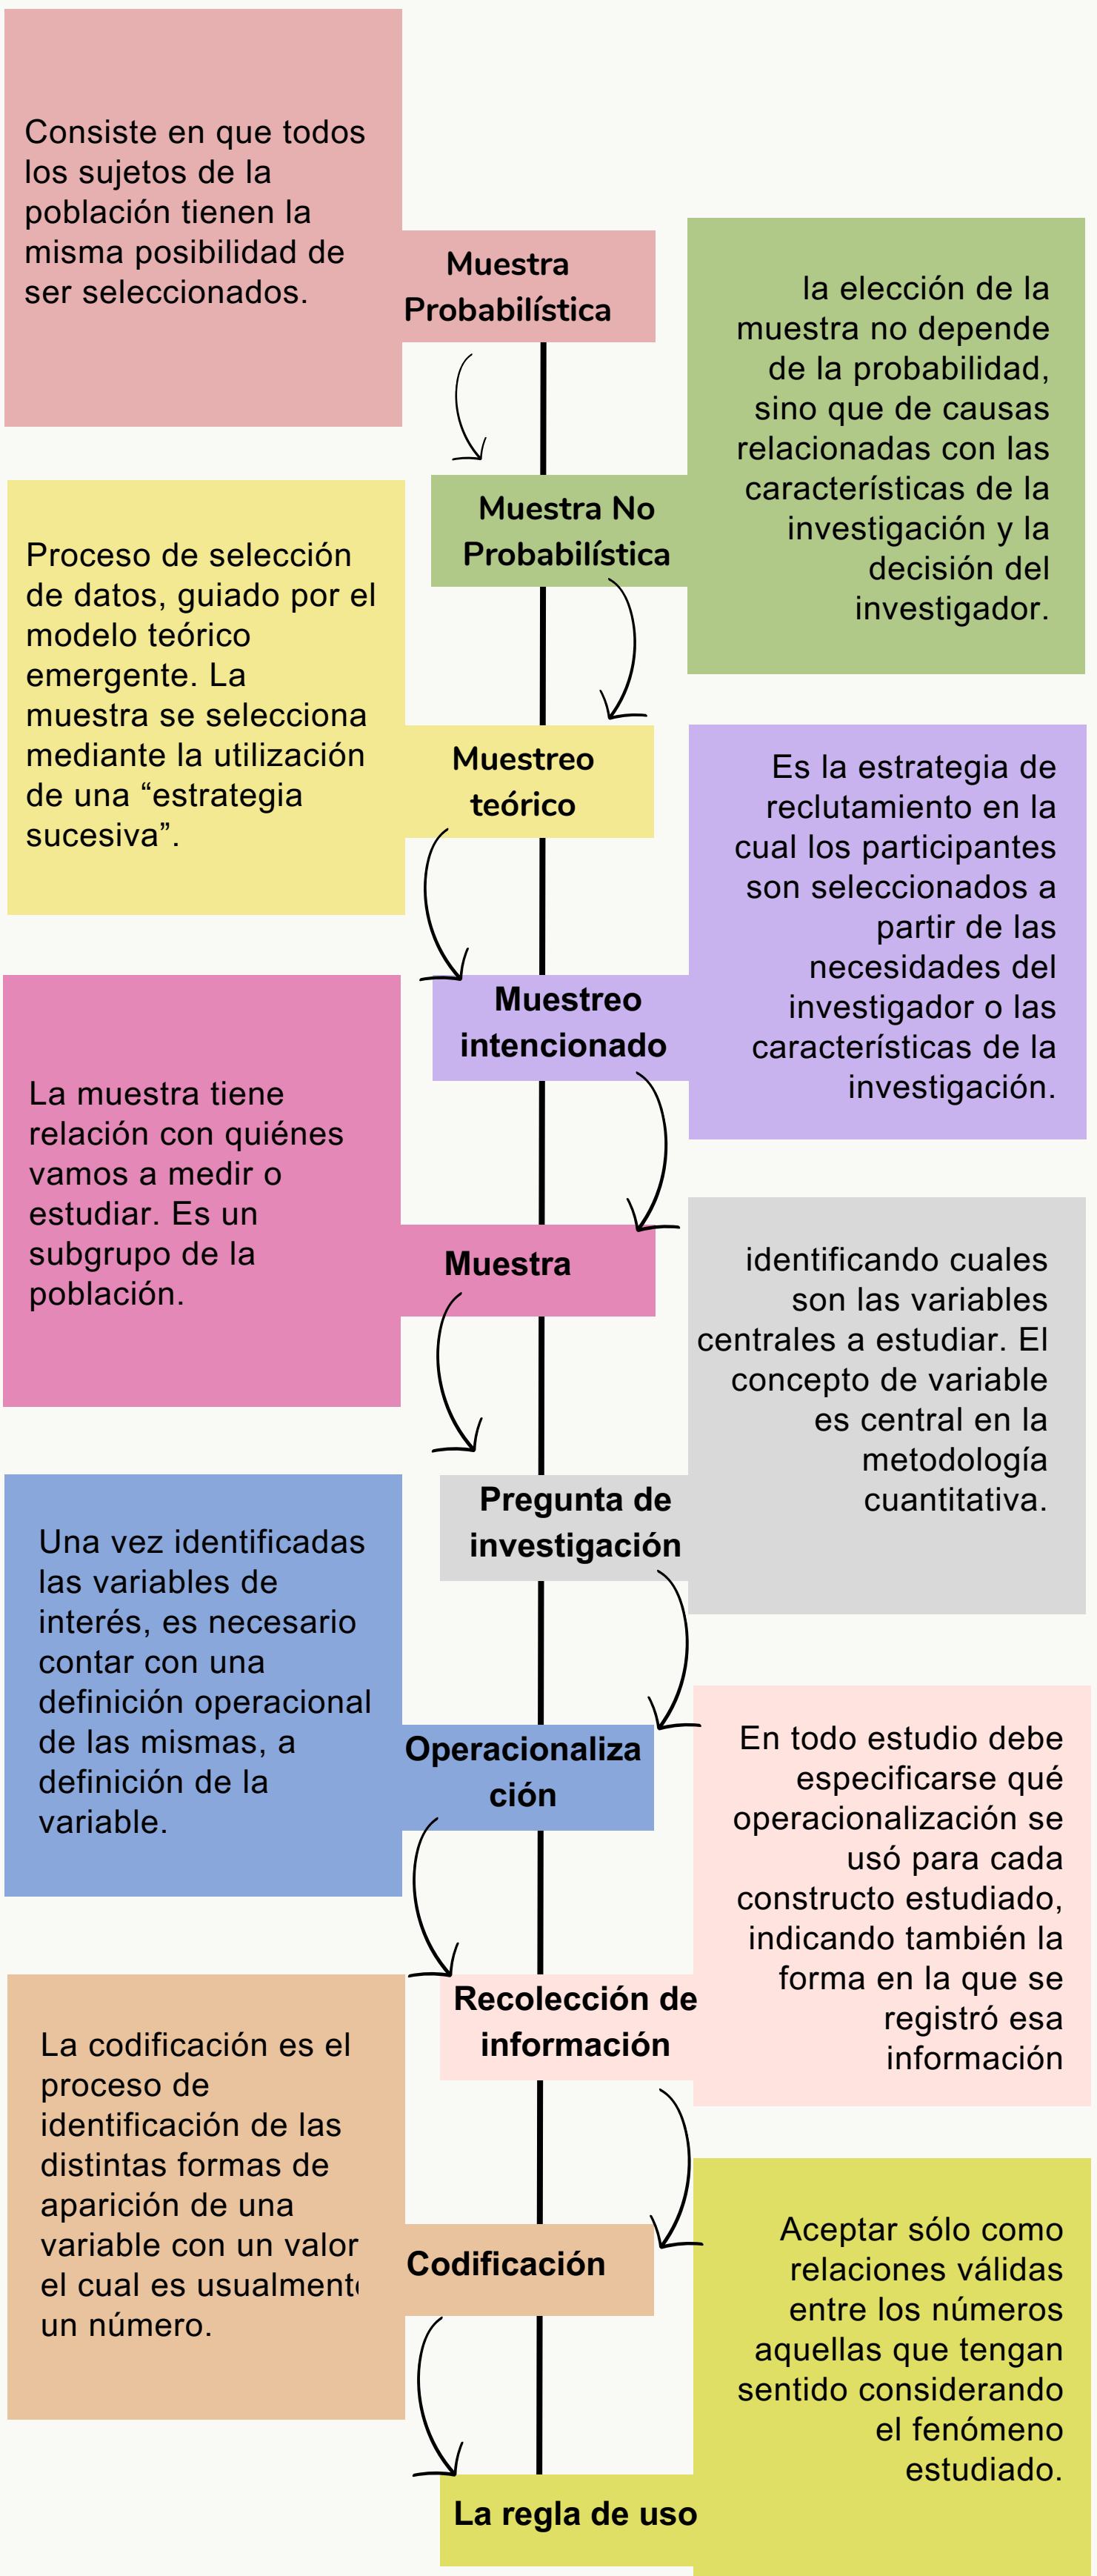 Consiste en que todos
los sujetos de la
población tienen la
misma posibilidad de
ser seleccionados.
Muestra
Probabilística
la elección de la
muestra no depende
de la probabilidad,
sino que de causas
relacionadas con las
características de la
investigación y la
decisión del
investigador.
Muestra No
Probabilística
Proceso de selección
de datos, guiado por el
modelo teórico
emergente. La
muestra se selecciona
mediante la utilización
de una “estrategia
sucesiva”.
Muestreo
teórico
Es la estrategia de
reclutamiento en la
cual los participantes
son seleccionados a
partir de las
necesidades del
investigador o las
características de la
investigación.
Muestreo
intencionado
La muestra tiene
relación con quiénes
vamos a medir o
estudiar. Es un
subgrupo de la
población.
Muestra
identificando cuales
son las variables
centrales a estudiar. El
concepto de variable
es central en la
metodología
cuantitativa.
Pregunta de
investigación
Una vez identificadas
las variables de
interés, es necesario
contar con una
definición operacional
de las mismas, a
definición de la
variable.
Operacionaliza
ción
En todo estudio debe
especificarse qué
operacionalización se
usó para cada
constructo estudiado,
indicando también la
forma en la que se
registró esa
información
Recolección de
información
La codificación es el
proceso de
identificación de las
distintas formas de
aparición de una
variable con un valor
el cual es usualmente
un número.
Codificación
Aceptar sólo como
relaciones válidas
entre los números
aquellas que tengan
sentido considerando
el fenómeno
estudiado.
La regla de uso